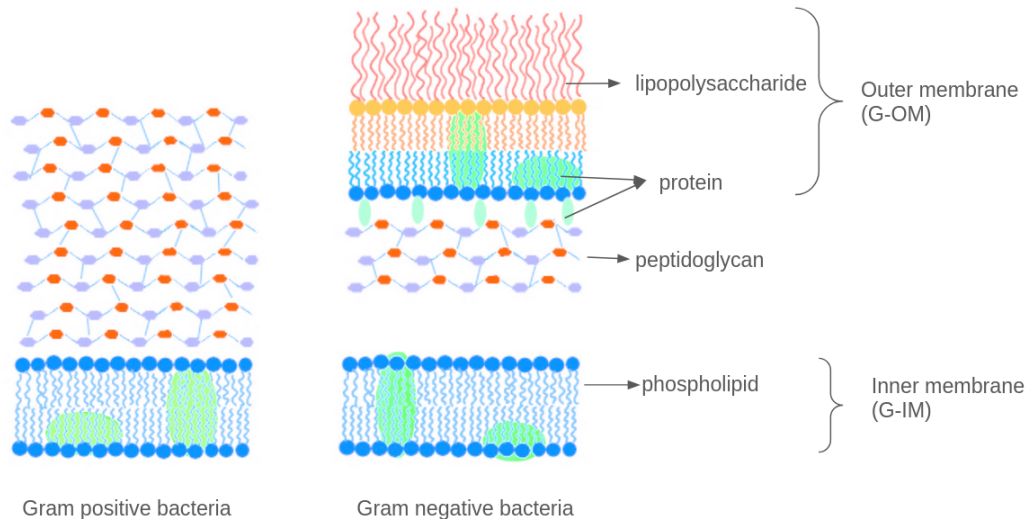 lipopolysaccharide
Outer membrane
(G-OM)
protein
peptidoglycan
phospholipid
Inner membrane
(G-IM)
Gram positive bacteria
Gram negative bacteria